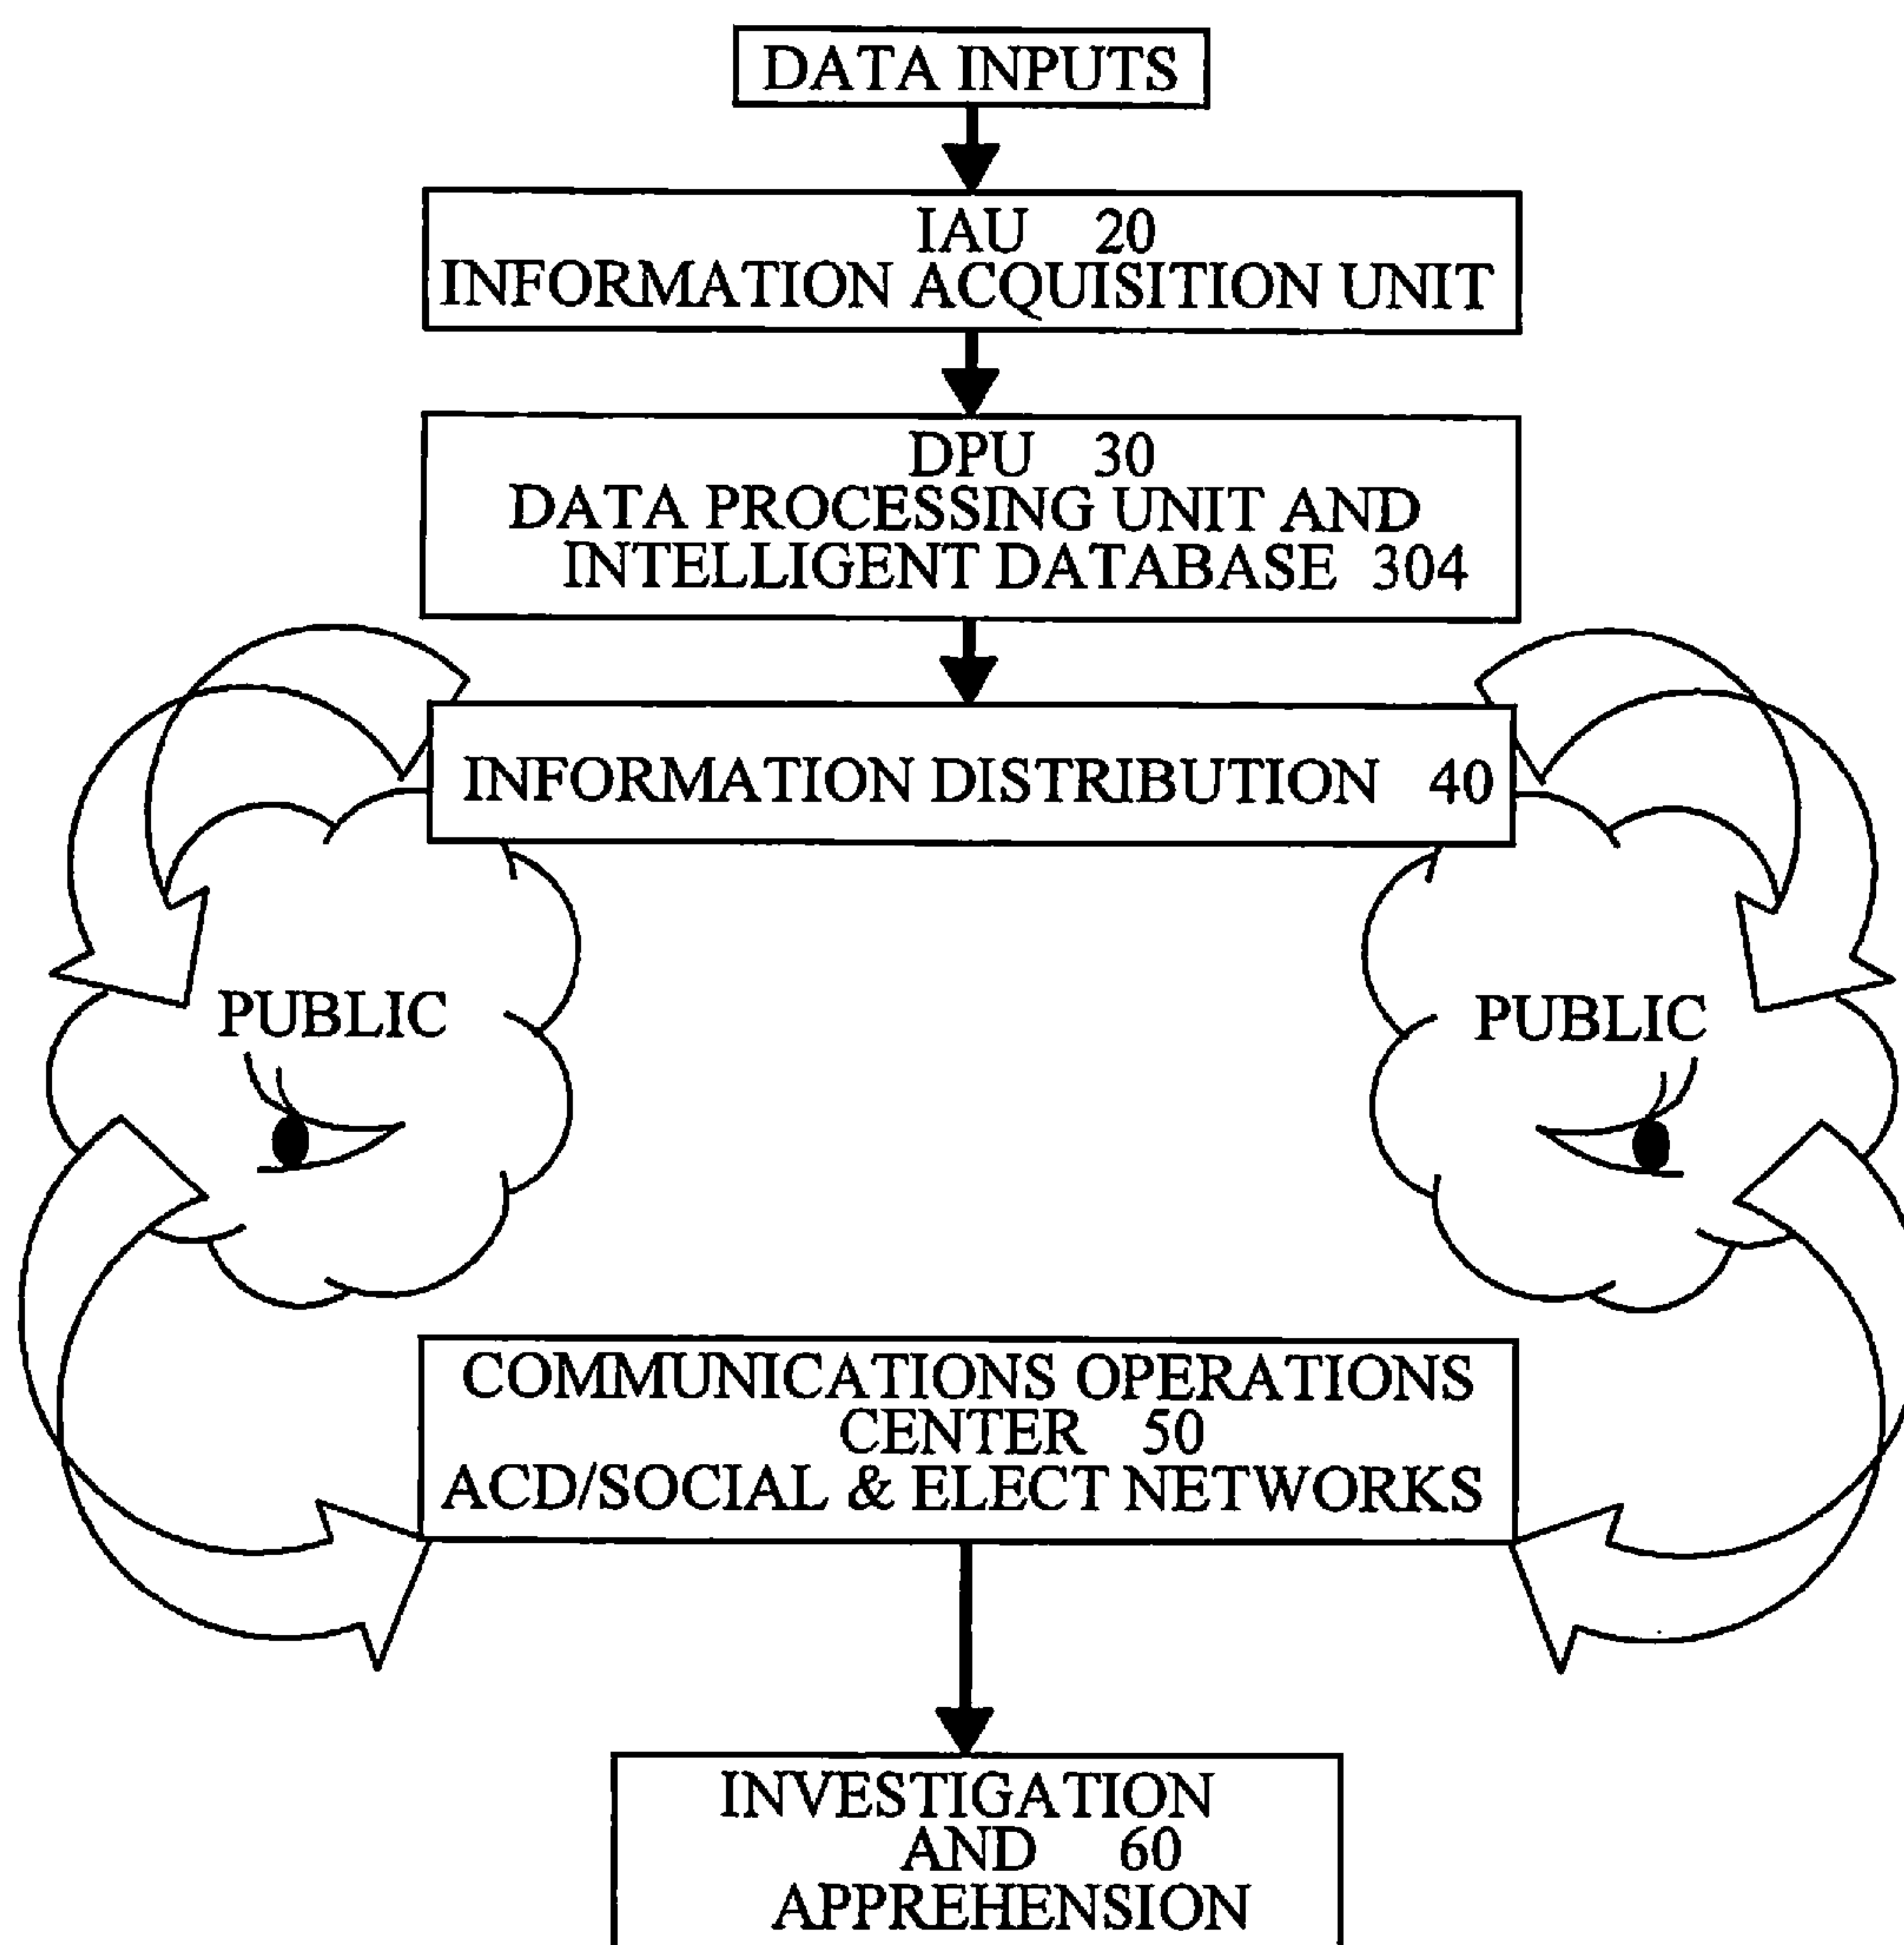 DATA INPUTS
IAU 20
INFORMATION ACQUISITION UNIT
DPU 30
DATA PROCESSING UNIT AND
INTELLIGENT DATABASE 304
INFORMATION DISTRIBUTION 40
PUBLIC
PUBLIC
COMMUNICATIONS OPERATIONS
CENTER 50
ACD/SOCIAL & ELECT NETWORKS
INVESTIGATION
AND 60
APPREHENSION